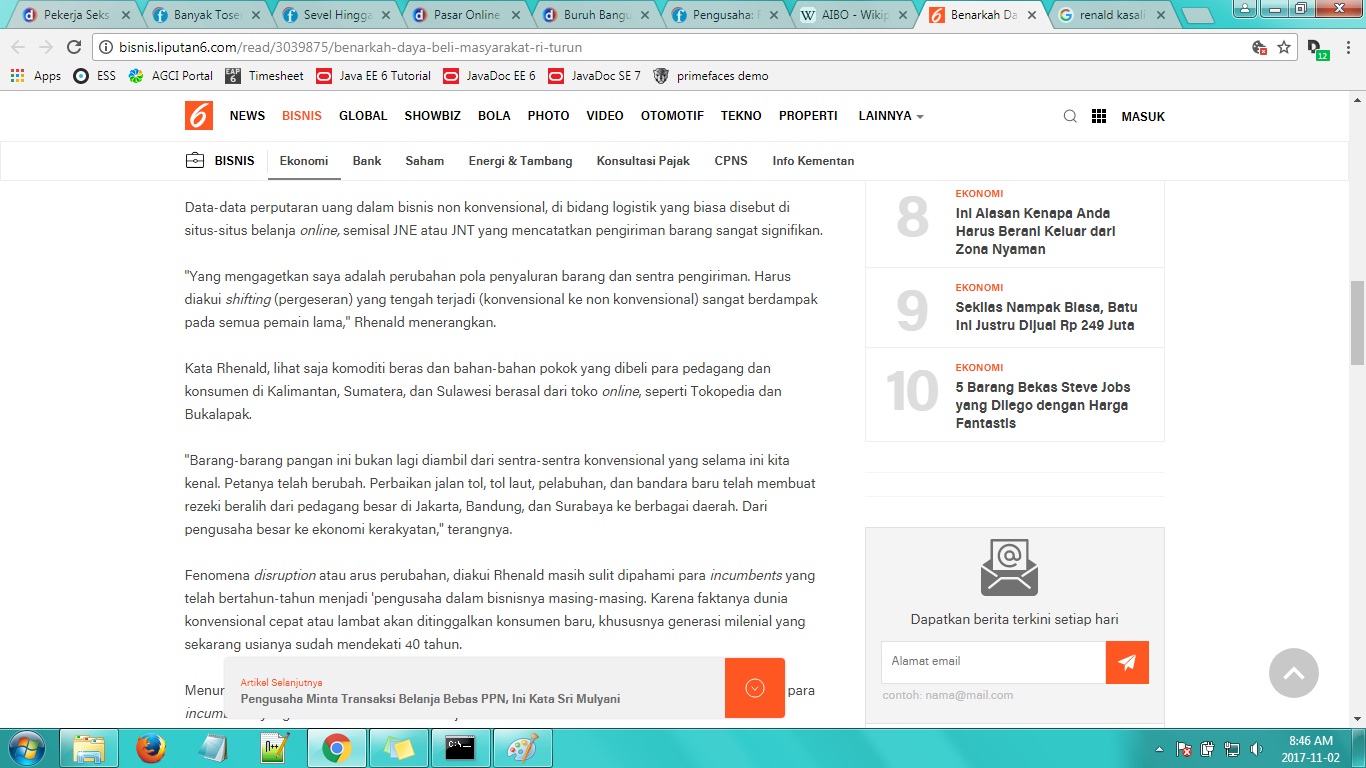 Pekerja Seks
Banyak Toser
Sevel Hingga
Pasar Online
Buruh Bangu
Pengusaha: F
AIBO - Wikip
Benarkah Da
renald kasali
bisnis.liputan6.com/read/3039875/benarkah-daya-beli-masyarakat-ri-turun
12
Apps
ESS
AGCI Portal
EAP 6
Timesheet
Java EE 6 Tutorial
JavaDoc EE 6
JavaDoc SE 7
primefaces demo
6
NEWS
BISNIS
GLOBAL
SHOWBIZ
BOLA
PHOTO
VIDEO
OTOMOTIF
TEKNO
PROPERTI
LAINNYA
MASUK
BISNIS
Ekonomi
Bank
Saham
Energi & Tambang
Konsultasi Pajak
CPNS
Info Kementan
Data-data perputaran uang dalam bisnis non konvensional, di bidang logistik yang biasa disebut di
situs-situs belanja online, semisal JNE atau JNT yang mencatatkan pengiriman barang sangat signifikan.
"Yang mengagetkan saya adalah perubahan pola penyaluran barang dan sentra pengiriman. Harus
diakui shifting (pergeseran) yang tengah terjadi (konvensional ke non konvensional) sangat berdampak
pada semua pemain lama," Rhenald menerangkan.
Kata Rhenald, lihat saja komoditi beras dan bahan-bahan pokok yang dibeli para pedagang dan
konsumen di Kalimantan, Sumatera, dan Sulawesi berasal dari toko online, seperti Tokopedia dan
Bukalapak.
"Barang-barang pangan ini bukan lagi diambil dari sentra-sentra konvensional yang selama ini kita
kenal. Petanya telah berubah. Perbaikan jalan tol, tol laut, pelabuhan, dan bandara baru telah membuat
rezeki beralih dari pedagang besar di Jakarta, Bandung, dan Surabaya ke berbagai daerah. Dari
pengusaha besar ke ekonomi kerakyatan," terangnya.
Fenomena disruption atau arus perubahan, diakui Rhenald masih sulit dipahami para incumbents yang
telah bertahun-tahun menjadi 'pengusaha dalam bisnisnya masing-masing. Karena faktanya dunia
konvensional cepat atau lambat akan ditinggalkan konsumen baru, khususnya generasi milenial yang
sekarang usianya sudah mendekati 40 tahun.
Menur
para
Artikel Selanjutnya
Pengusaha Minta Transaksi Belanja Bebas PPN, Ini Kata Sri Mulyani
8
EKONOMI
Ini Alasan Kenapa Anda
Harus Berani Keluar dari
Zona Nyaman
9
EKONOMI
Sekilas Nampak Biasa, Batu
Ini Justru Dijual Rp 249 Juta
10
EKONOMI
5 Barang Bekas Steve Jobs
yang Dilego dengan Harga
Fantastis
Dapatkan berita terkini setiap hari
Alamat email
contoh: nama@mail.com
8:46 AM
2017-11-02